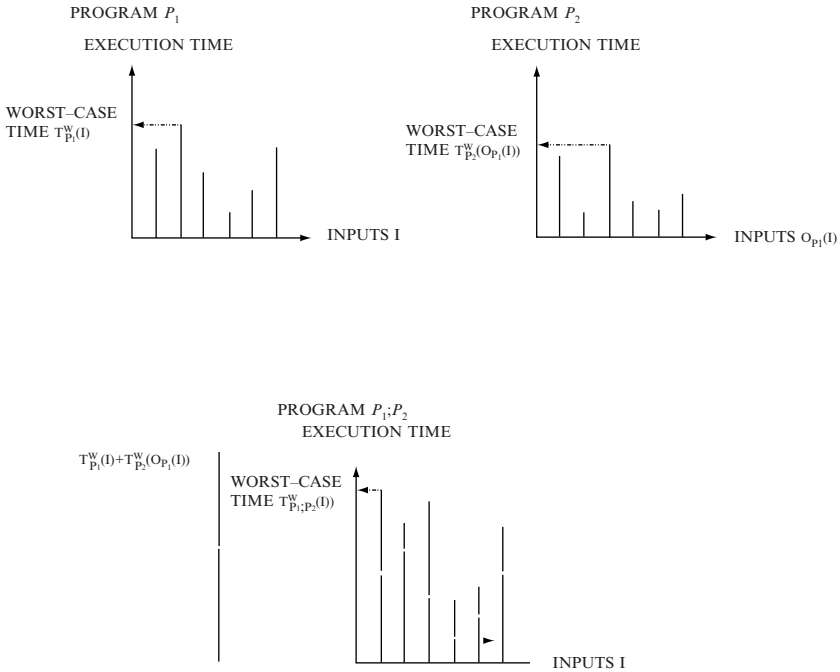 PROGRAM P₁
EXECUTION TIME
WORST–CASE
TIME T^W_P₁(I)
INPUTS I
PROGRAM P₂
EXECUTION TIME
WORST–CASE
TIME T^W_P₂(O_P₁(I))
INPUTS O_P1(I)
PROGRAM P₁;P₂
EXECUTION TIME
T^W_P₁(I)+T^W_P₂(O_P₁(I))
WORST–CASE
TIME T^W_P₁;P₂(I))
INPUTS I